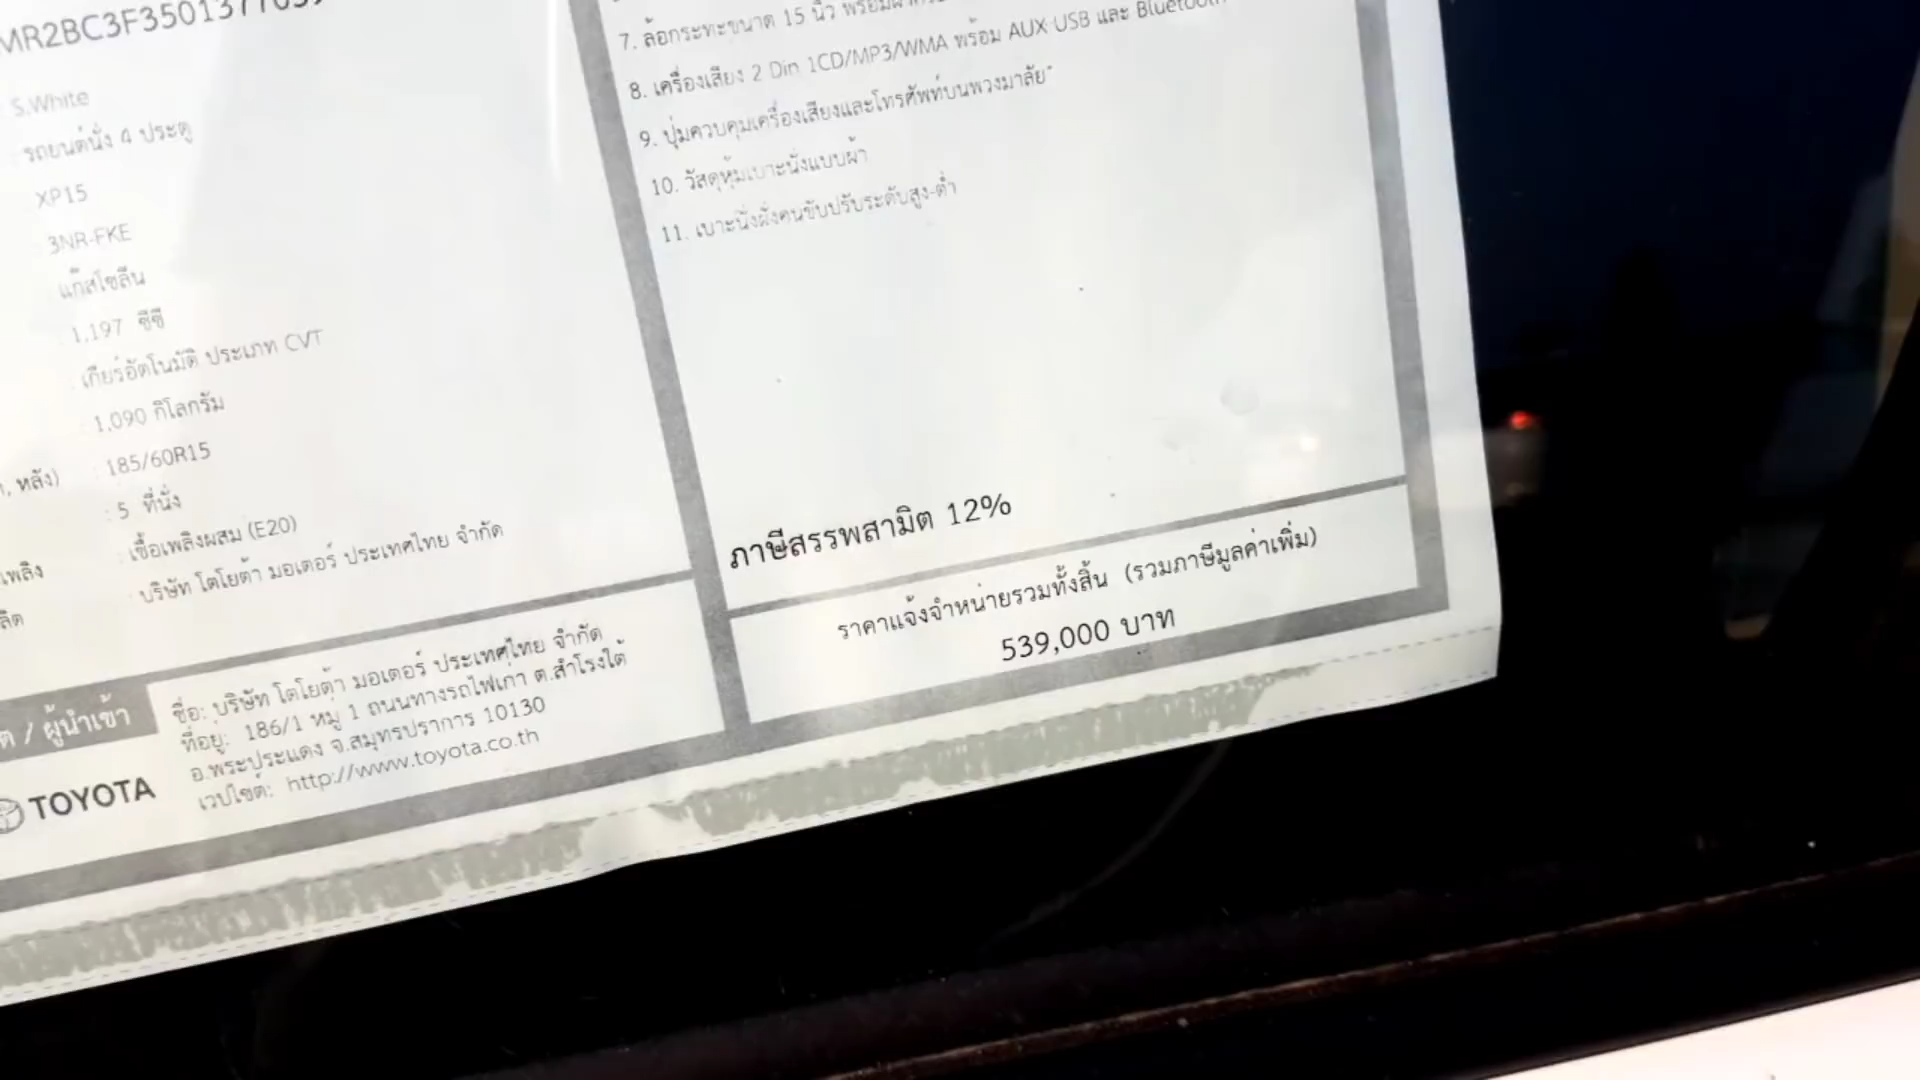 S.White
รถยนต์นั่ง 4 ประตู
XP15
3NR-FKE
แก๊สโซลีน
1,197 ซีซี
เกียร์อัตโนมัติ ประเภท CVT
1,090 กิโลกรัม
หลัง) : 185/60R15
: 5 ที่นั่ง
: เชื้อเพลิงผสม (E20)
: บริษัท โตโยต้า มอเตอร์ ประเทศไทย จำกัด
/ ผู้นำเข้า
TOYOTA
ชื่อ: บริษัท โตโยต้า มอเตอร์ ประเทศไทย จำกัด
ที่อยู่: 186/1 หมู่ 1 ถนนทางรถไฟเก่า ต.สำโรงใต้
อ.พระประแดง จ.สมุทรปราการ 10130
เวปไซต์: http://www.toyota.co.th
7. ล้อกระทะขนาด 15 นิ้ว
8. เครื่องเสียง 2 Din 1CD/MP3/WMA พร้อม AUX USB และ Bluetooth
9. ปุ่มควบคุมเครื่องเสียงและโทรศัพท์บนพวงมาลัย
10. วัสดุหุ้มเบาะนั่งแบบผ้า
11. เบาะนั่งฝั่งคนขับปรับระดับสูง-ต่ำ
ภาษีสรรพสามิต 12%
ราคาแจ้งจำหน่ายรวมทั้งสิ้น (รวมภาษีมูลค่าเพิ่ม)
539,000 บาท